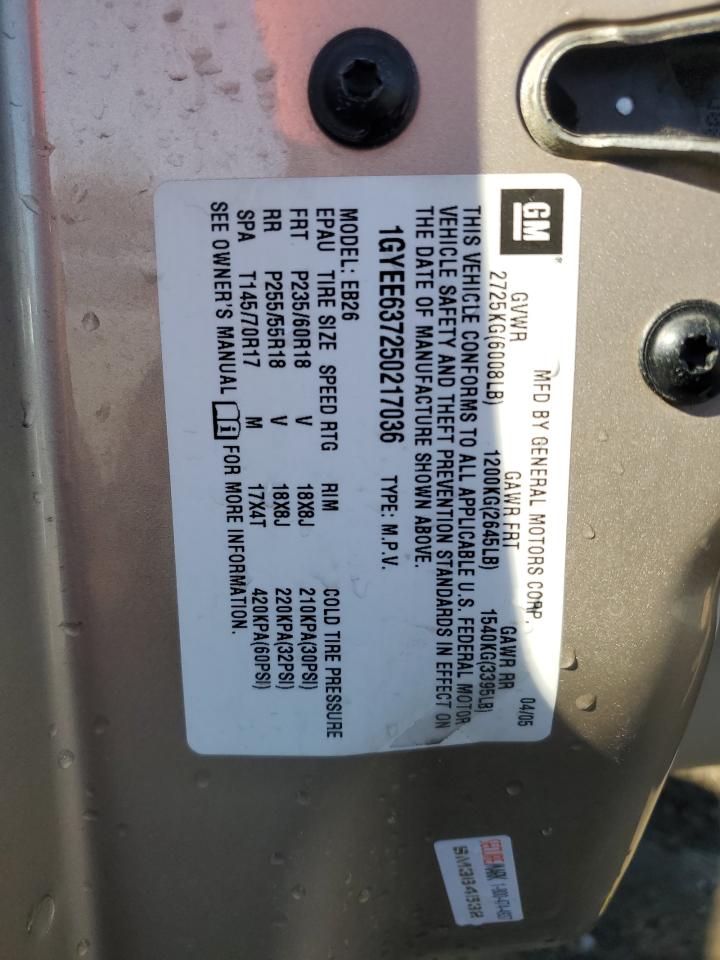 GM
MFD BY GENERAL MOTORS CORP. 04/05
GVWR GAWR FRT GAWR RR
2725KG(6008LB) 1200KG(2645LB) 1540KG(3395LB)
THIS VEHICLE CONFORMS TO ALL APPLICABLE U.S. FEDERAL MOTOR
VEHICLE SAFETY AND THEFT PREVENTION STANDARDS IN EFFECT ON
THE DATE OF MANUFACTURE SHOWN ABOVE.
1GYEE637250217036 TYPE: M.P.V.
MODEL: EB26
EPAU TIRE SIZE SPEED RTG RIM COLD TIRE PRESSURE
FRT P235/60R18 V 18X8J 210KPA(30PSI)
RR P255/55R18 V 18X8J 220KPA(32PSI)
SPA T145/70R17 M 17X4T 420KPA(60PSI)
SEE OWNER'S MANUAL i FOR MORE INFORMATION.
SECURE/MARK